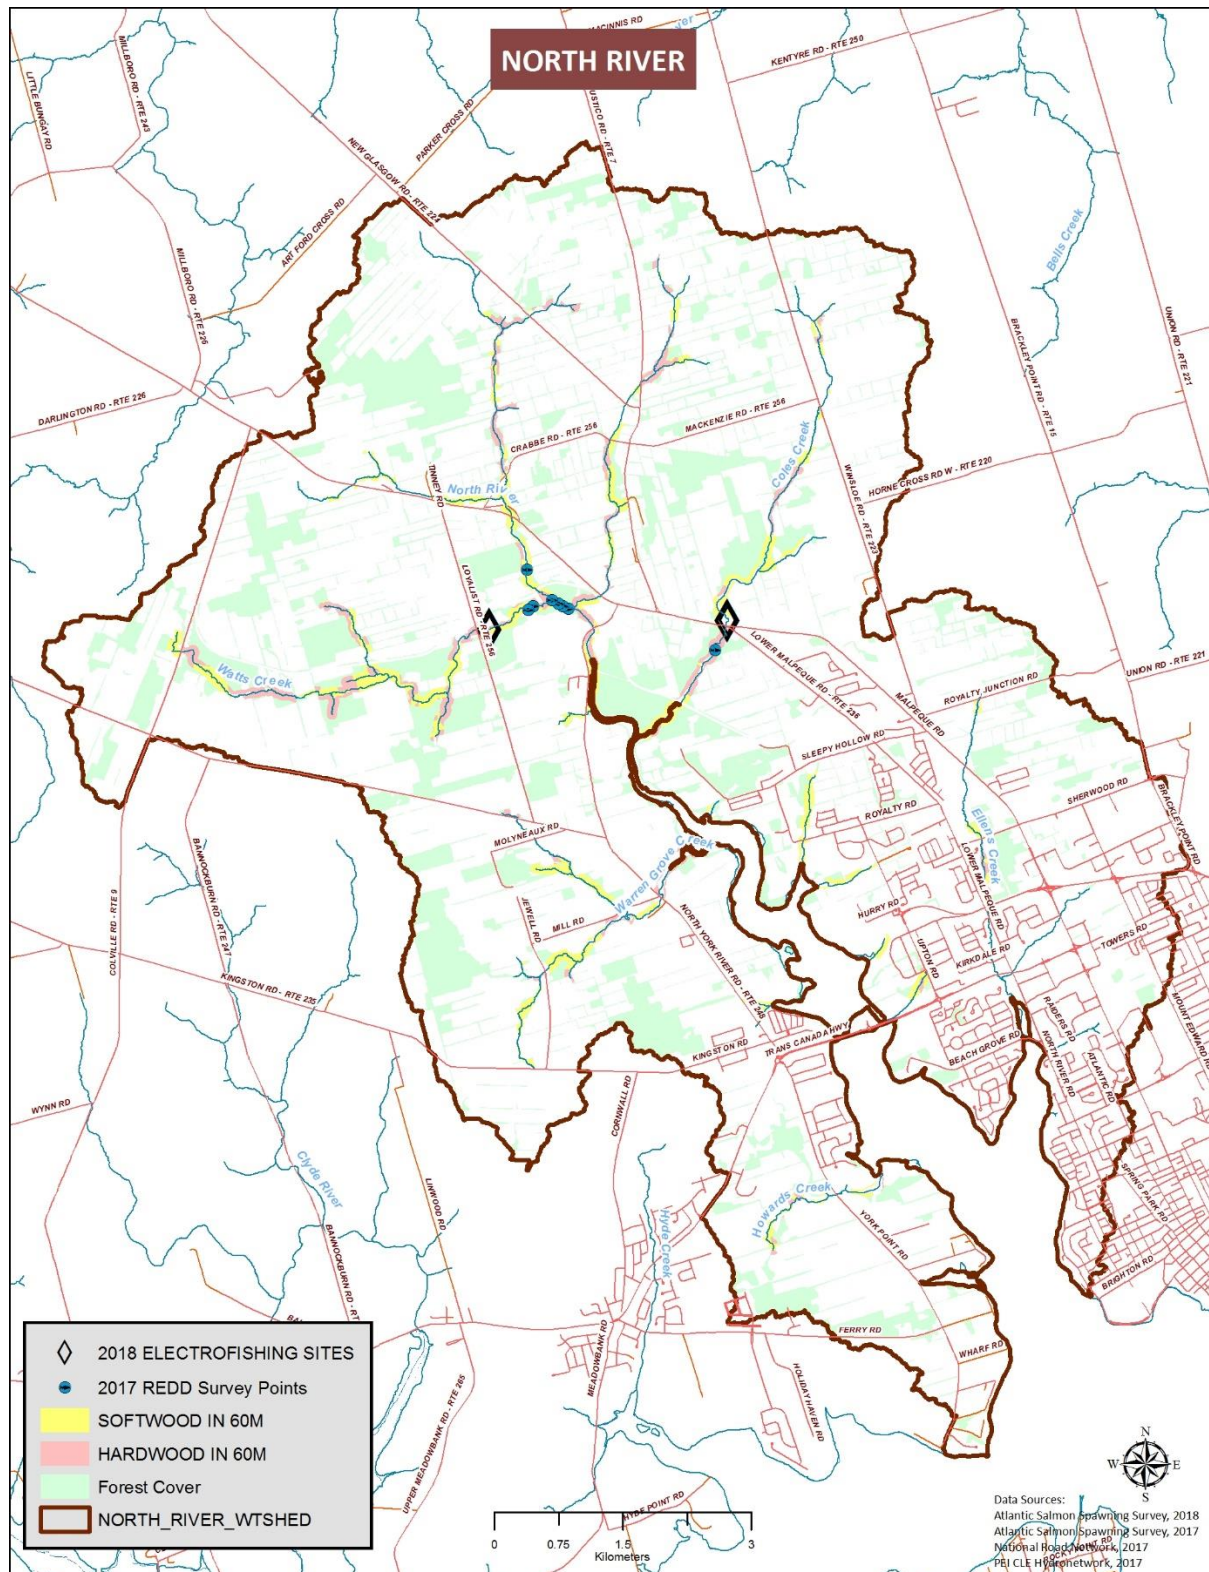 NORTH RIVER
MACINNIS RD
River
KENTYRE RD - RTE 250
LITTLE BUNGAY RD
MILLBORO RD - RTE 243
PARKER CROSS RD
NEW GLASGOW RD - RTE 224
USTICO RD - RTE 7
ART FORD CROSS RD
Bells Creek
MILLBORO RD - RTE 226
UNION RD - RTE 221
BRACKLEY POINT RD - RTE 15
DARLINGTON RD - RTE 226
MACKENZIE RD - RTE 256
CRABBE RD - RTE 256
Coles Creek
TINNEY RD
North River
WINSLOE RD - RTE 223
HORNE CROSS RD W - RTE 220
LOYALIST RD - RTE 256
LOWER MALPEQUE RD - RTE 236
UNION RD - RTE 221
Watts Creek
MALPEQUE RD
ROYALTY JUNCTION RD
SLEEPY HOLLOW RD
SHERWOOD RD
BRACKLEY POINT RD
ROYALTY RD
Ellens Creek
MOLYNEAUX RD
Warren Grove Creek
LOWER MALPEQUE RD
JEWELL RD
MILL RD
HURRY RD
BANNOCKBURN RD - RTE 247
COLVILLE RD - RTE 9
NORTH YORK RIVER RD - RTE 248
UPTON RD
KIRKDALE RD
TOWERS RD
KINGSTON RD - RTE 235
MOUNT EDWARD RD
RAIDERS RD
KINGSTON RD
TRANS CANADA HWY
BEACH GROVE RD
NORTH RIVER RD
ATLANTIC RD
WYNN RD
CORNWALL RD
Clyde River
LINWOOD RD
Howards Creek
SPRING PARK RD
Hyde Creek
YORK POINT RD
BANNOCKBURN RD - RT
BRIGHTON RD
FERRY RD
WHARF RD
MEADOWBANK RD
HOLIDAY HAVEN RD
UPPER MEADOWBANK RD - RTE 265
HYDE POINT RD
2018 ELECTROFISHING SITES
2017 REDD Survey Points
SOFTWOOD IN 60M
HARDWOOD IN 60M
Forest Cover
NORTH_RIVER_WTSHED
N
W E
S
0 0.75 1.5 3
Kilometers
Data Sources:
Atlantic Salmon Spawning Survey, 2018
Atlantic Salmon Spawning Survey, 2017
National Road Network, 2017
PEI CLE Hydronetwork, 2017
ROCKY POINT RD